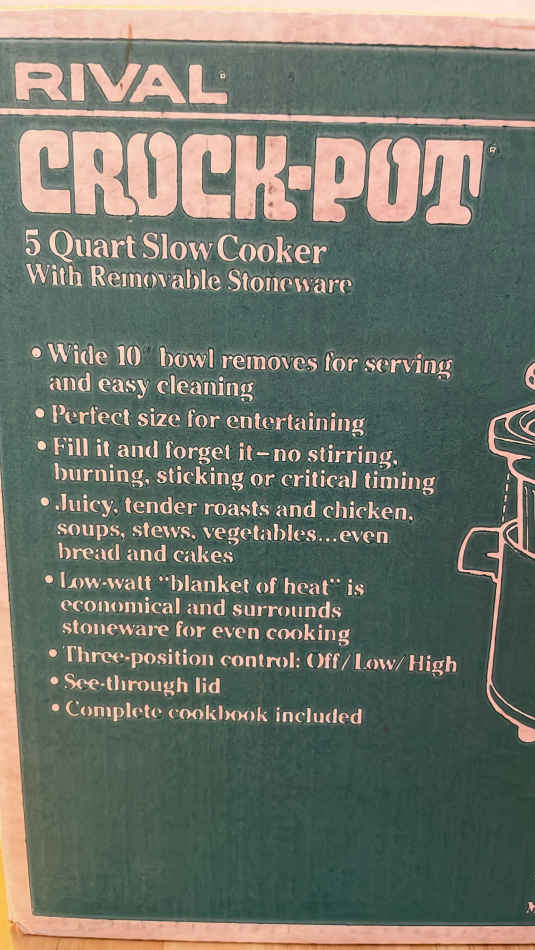 RIVAL®
CROCK-POT®
5 Quart Slow Cooker
With Removable Stoneware
• Wide 10" bowl removes for serving
and easy cleaning
• Perfect size for entertaining
• Fill it and forget it–no stirring,
burning, sticking or critical timing
• Juicy, tender roasts and chicken,
soups, stews, vegetables...even
bread and cakes
• Low-watt "blanket of heat" is
economical and surrounds
stoneware for even cooking
• Three-position control: Off/Low/High
• See-through lid
• Complete cookbook included